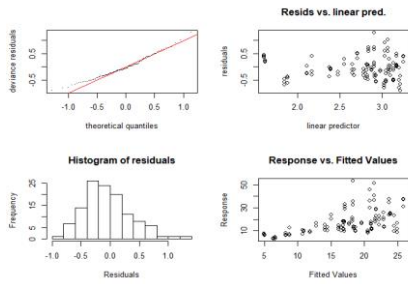 Resids vs. linear pred.
deviance residuals
-0.5 0.5
-1.0 -0.5 0.0 0.5 1.0
theoretical quantiles
residuals
-0.5 0.5
2.0 2.5 3.0
linear predictor
Histogram of residuals
Frequency
0 5 15 25
-1.0 -0.5 0.0 0.5 1.0
Residuals
Response vs. Fitted Values
Response
10 30 50
5 10 15 20 25
Fitted Values